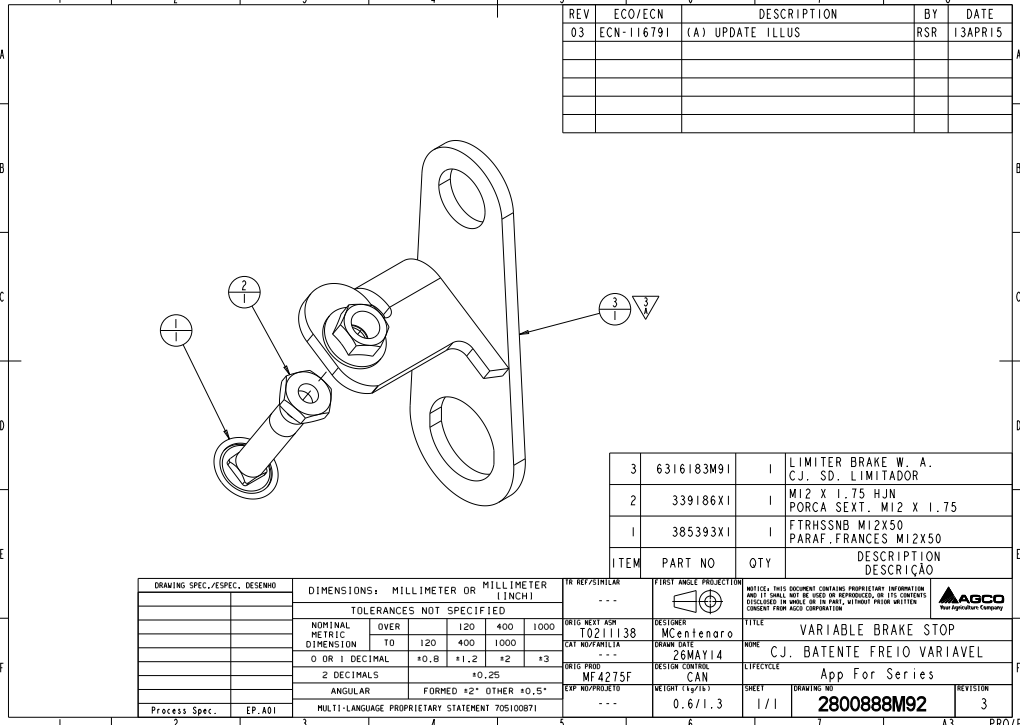 REV ECO/ECN DESCRIPTION BY DATE
03 ECN-116791 (A) UPDATE ILLUS RSR 13APR15
A
A
B
B
3
1
3
A
2
1
C
C
1
1
D
D
3 6316183M91 1 LIMITER BRAKE W. A.
CJ. SD. LIMITADOR
2 339186X1 1 M12 X 1.75 HJN
PORCA SEXT. M12 X 1.75
1 385393X1 1 FTRHSSNB M12X50
PARAF.FRANCES M12X50
ITEM PART NO QTY DESCRIPTION
DESCRIÇÃO
E
E
DRAWING SPEC./ESPEC. DESENHO
Process Spec. EP.A01
DIMENSIONS: MILLIMETER OR MILLIMETER
[INCH]
TOLERANCES NOT SPECIFIED
NOMINAL METRIC DIMENSION
OVER 120 400 1000
TO 120 400 1000
0 OR 1 DECIMAL ±0.8 ±1.2 ±2 ±3
2 DECIMALS ±0.25
ANGULAR FORMED ±2° OTHER ±0.5°
MULTI-LANGUAGE PROPRIETARY STATEMENT 705100871
TR REF/SIMILAR
---
FIRST ANGLE PROJECTION
NOTICE: THIS DOCUMENT CONTAINS PROPRIETARY INFORMATION
AND IT SHALL NOT BE USED OR REPRODUCED, OR ITS CONTENTS
DISCLOSED IN WHOLE OR IN PART, WITHOUT PRIOR WRITTEN
CONSENT FROM AGCO CORPORATION
AGCO
Your Agriculture Company
ORIG NEXT ASM
T0211138
DESIGNER
MCentenaro
TITLE
VARIABLE BRAKE STOP
CAT NO/FAMILIA
---
DRAWN DATE
26MAY14
NOME
CJ. BATENTE FREIO VARIAVEL
ORIG PROD
MF4275F
DESIGN CONTROL
CAN
LIFECYCLE
App For Series
EXP NO/PROJETO
---
WEIGHT (kg/lb)
0.6/1.3
SHEET
1/1
DRAWING NO
2800888M92
REVISION
3
F
F
1 2 3 4 5 6 7 A3 PRO/E